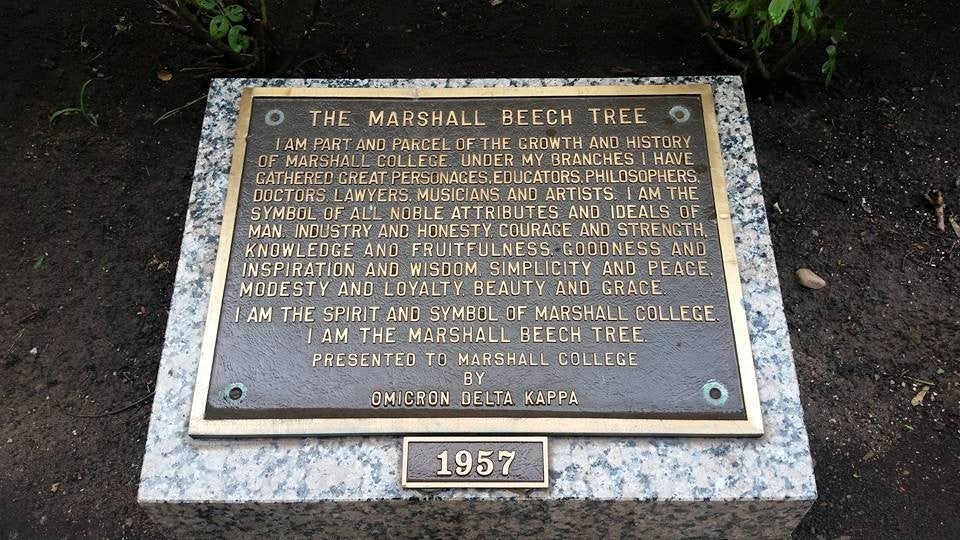 THE MARSHALL BEECH TREE
I AM PART AND PARCEL OF THE GROWTH AND HISTORY
OF MARSHALL COLLEGE. UNDER MY BRANCHES I HAVE
GATHERED GREAT PERSONAGES, EDUCATORS, PHILOSOPHERS,
DOCTORS, LAWYERS, MUSICIANS, AND ARTISTS. I AM THE
SYMBOL OF ALL NOBLE ATTRIBUTES AND IDEALS OF
MAN. INDUSTRY AND HONESTY, COURAGE AND STRENGTH,
KNOWLEDGE AND FRUITFULNESS, GOODNESS AND
INSPIRATION AND WISDOM, SIMPLICITY AND PEACE,
MODESTY AND LOYALTY, BEAUTY AND GRACE.
I AM THE SPIRIT AND SYMBOL OF MARSHALL COLLEGE.
I AM THE MARSHALL BEECH TREE.
PRESENTED TO MARSHALL COLLEGE
BY
OMICRON DELTA KAPPA
1957